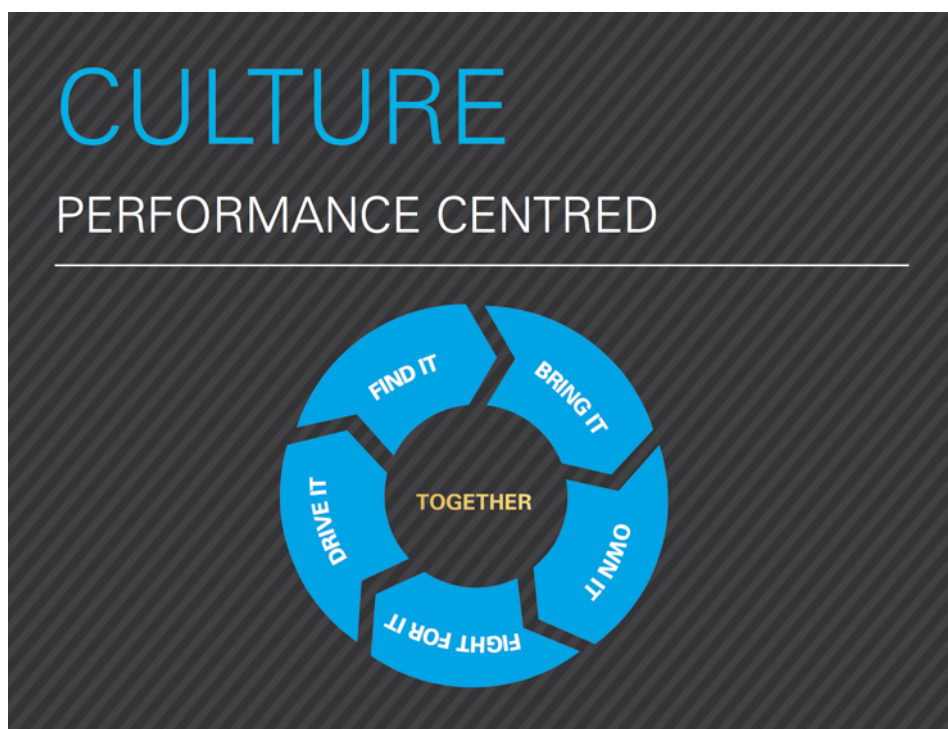 CULTURE
PERFORMANCE CENTRED
FIND IT
BRING IT
OWN IT
FIGHT FOR IT
DRIVE IT
TOGETHER